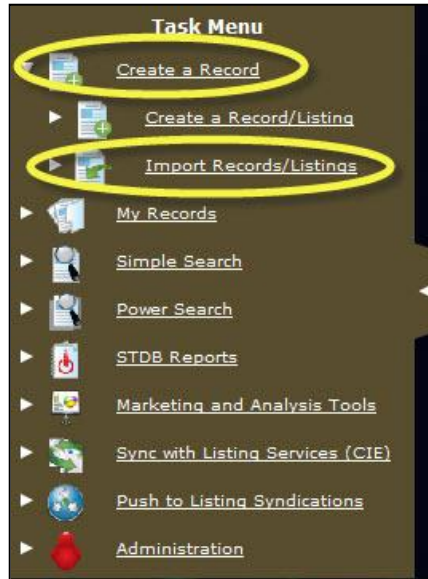 Task Menu
Create a Record
Create a Record/Listing
Import Records/Listings
My Records
Simple Search
Power Search
STDB Reports
Marketing and Analysis Tools
Sync with Listing Services (CIE)
Push to Listing Syndications
Administration